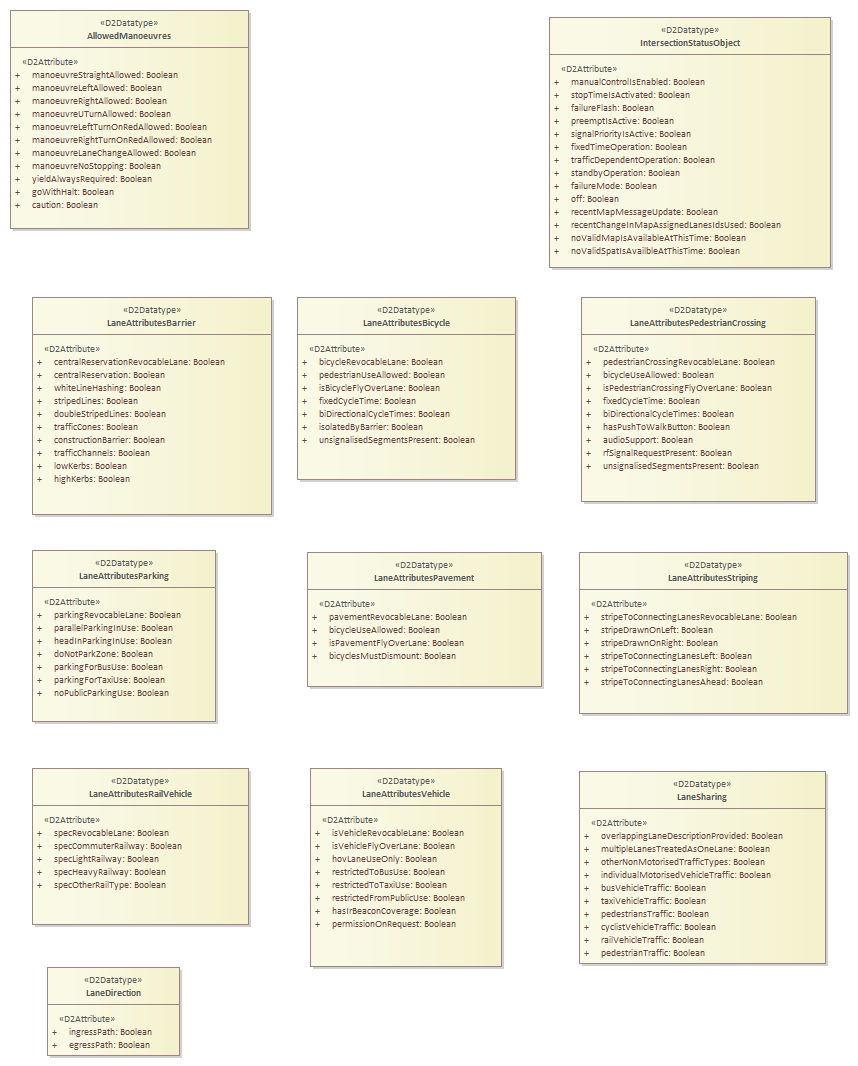 «D2Datatype»
AllowedManoeuvres
«D2Attribute»
+ manoeuvreStraightAllowed: Boolean
+ manoeuvreLeftAllowed: Boolean
+ manoeuvreRightAllowed: Boolean
+ manoeuvreUTurnAllowed: Boolean
+ manoeuvreLeftTurnOnRedAllowed: Boolean
+ manoeuvreRightTurnOnRedAllowed: Boolean
+ manoeuvreLaneChangeAllowed: Boolean
+ manoeuvreNoStopping: Boolean
+ yieldAlwaysRequired: Boolean
+ goWithHalt: Boolean
+ caution: Boolean
«D2Datatype»
IntersectionStatusObject
«D2Attribute»
+ manualControlIsEnabled: Boolean
+ stopTimeIsActivated: Boolean
+ failureFlash: Boolean
+ preemptIsActive: Boolean
+ signalPriorityIsActive: Boolean
+ fixedTimeOperation: Boolean
+ trafficDependentOperation: Boolean
+ standbyOperation: Boolean
+ failureMode: Boolean
+ off: Boolean
+ recentMapMessageUpdate: Boolean
+ recentChangeInMapAssignedLanesIdsUsed: Boolean
+ noValidMapIsAvailableAtThisTime: Boolean
+ noValidSpatIsAvailbleAtThisTime: Boolean
«D2Datatype»
LaneAttributesBarrier
«D2Attribute»
+ centralReservationRevocableLane: Boolean
+ centralReservation: Boolean
+ whiteLineHashing: Boolean
+ stripedLines: Boolean
+ doubleStripedLines: Boolean
+ trafficCones: Boolean
+ constructionBarrier: Boolean
+ trafficChannels: Boolean
+ lowKerbs: Boolean
+ highKerbs: Boolean
«D2Datatype»
LaneAttributesBicycle
«D2Attribute»
+ bicycleRevocableLane: Boolean
+ pedestrianUseAllowed: Boolean
+ isBicycleFlyOverLane: Boolean
+ fixedCycleTime: Boolean
+ biDirectionalCycleTimes: Boolean
+ isolatedByBarrier: Boolean
+ unsignalisedSegmentsPresent: Boolean
«D2Datatype»
LaneAttributesPedestrianCrossing
«D2Attribute»
+ pedestrianCrossingRevocableLane: Boolean
+ bicycleUseAllowed: Boolean
+ isPedestrianCrossingFlyOverLane: Boolean
+ fixedCycleTime: Boolean
+ biDirectionalCycleTimes: Boolean
+ hasPushToWalkButton: Boolean
+ audioSupport: Boolean
+ rfSignalRequestPresent: Boolean
+ unsignalisedSegmentsPresent: Boolean
«D2Datatype»
LaneAttributesParking
«D2Attribute»
+ parkingRevocableLane: Boolean
+ parallelParkingInUse: Boolean
+ headInParkingInUse: Boolean
+ doNotParkZone: Boolean
+ parkingForBusUse: Boolean
+ parkingForTaxiUse: Boolean
+ noPublicParkingUse: Boolean
«D2Datatype»
LaneAttributesPavement
«D2Attribute»
+ pavementRevocableLane: Boolean
+ bicycleUseAllowed: Boolean
+ isPavementFlyOverLane: Boolean
+ bicyclesMustDismount: Boolean
«D2Datatype»
LaneAttributesStriping
«D2Attribute»
+ stripeToConnectingLanesRevocableLane: Boolean
+ stripeDrawnOnLeft: Boolean
+ stripeDrawnOnRight: Boolean
+ stripeToConnectingLanesLeft: Boolean
+ stripeToConnectingLanesRight: Boolean
+ stripeToConnectingLanesAhead: Boolean
«D2Datatype»
LaneAttributesRailVehicle
«D2Attribute»
+ specRevocableLane: Boolean
+ specCommuterRailway: Boolean
+ specLightRailway: Boolean
+ specHeavyRailway: Boolean
+ specOtherRailType: Boolean
«D2Datatype»
LaneAttributesVehicle
«D2Attribute»
+ isVehicleRevocableLane: Boolean
+ isVehicleFlyOverLane: Boolean
+ hovLaneUseOnly: Boolean
+ restrictedToBusUse: Boolean
+ restrictedToTaxiUse: Boolean
+ restrictedFromPublicUse: Boolean
+ hasIrBeaconCoverage: Boolean
+ permissionOnRequest: Boolean
«D2Datatype»
LaneSharing
«D2Attribute»
+ overlappingLaneDescriptionProvided: Boolean
+ multipleLanesTreatedAsOneLane: Boolean
+ otherNonMotorisedTrafficTypes: Boolean
+ individualMotorisedVehicleTraffic: Boolean
+ busVehicleTraffic: Boolean
+ taxiVehicleTraffic: Boolean
+ pedestriansTraffic: Boolean
+ cyclistVehicleTraffic: Boolean
+ railVehicleTraffic: Boolean
+ pedestrianTraffic: Boolean
«D2Datatype»
LaneDirection
«D2Attribute»
+ ingressPath: Boolean
+ egressPath: Boolean